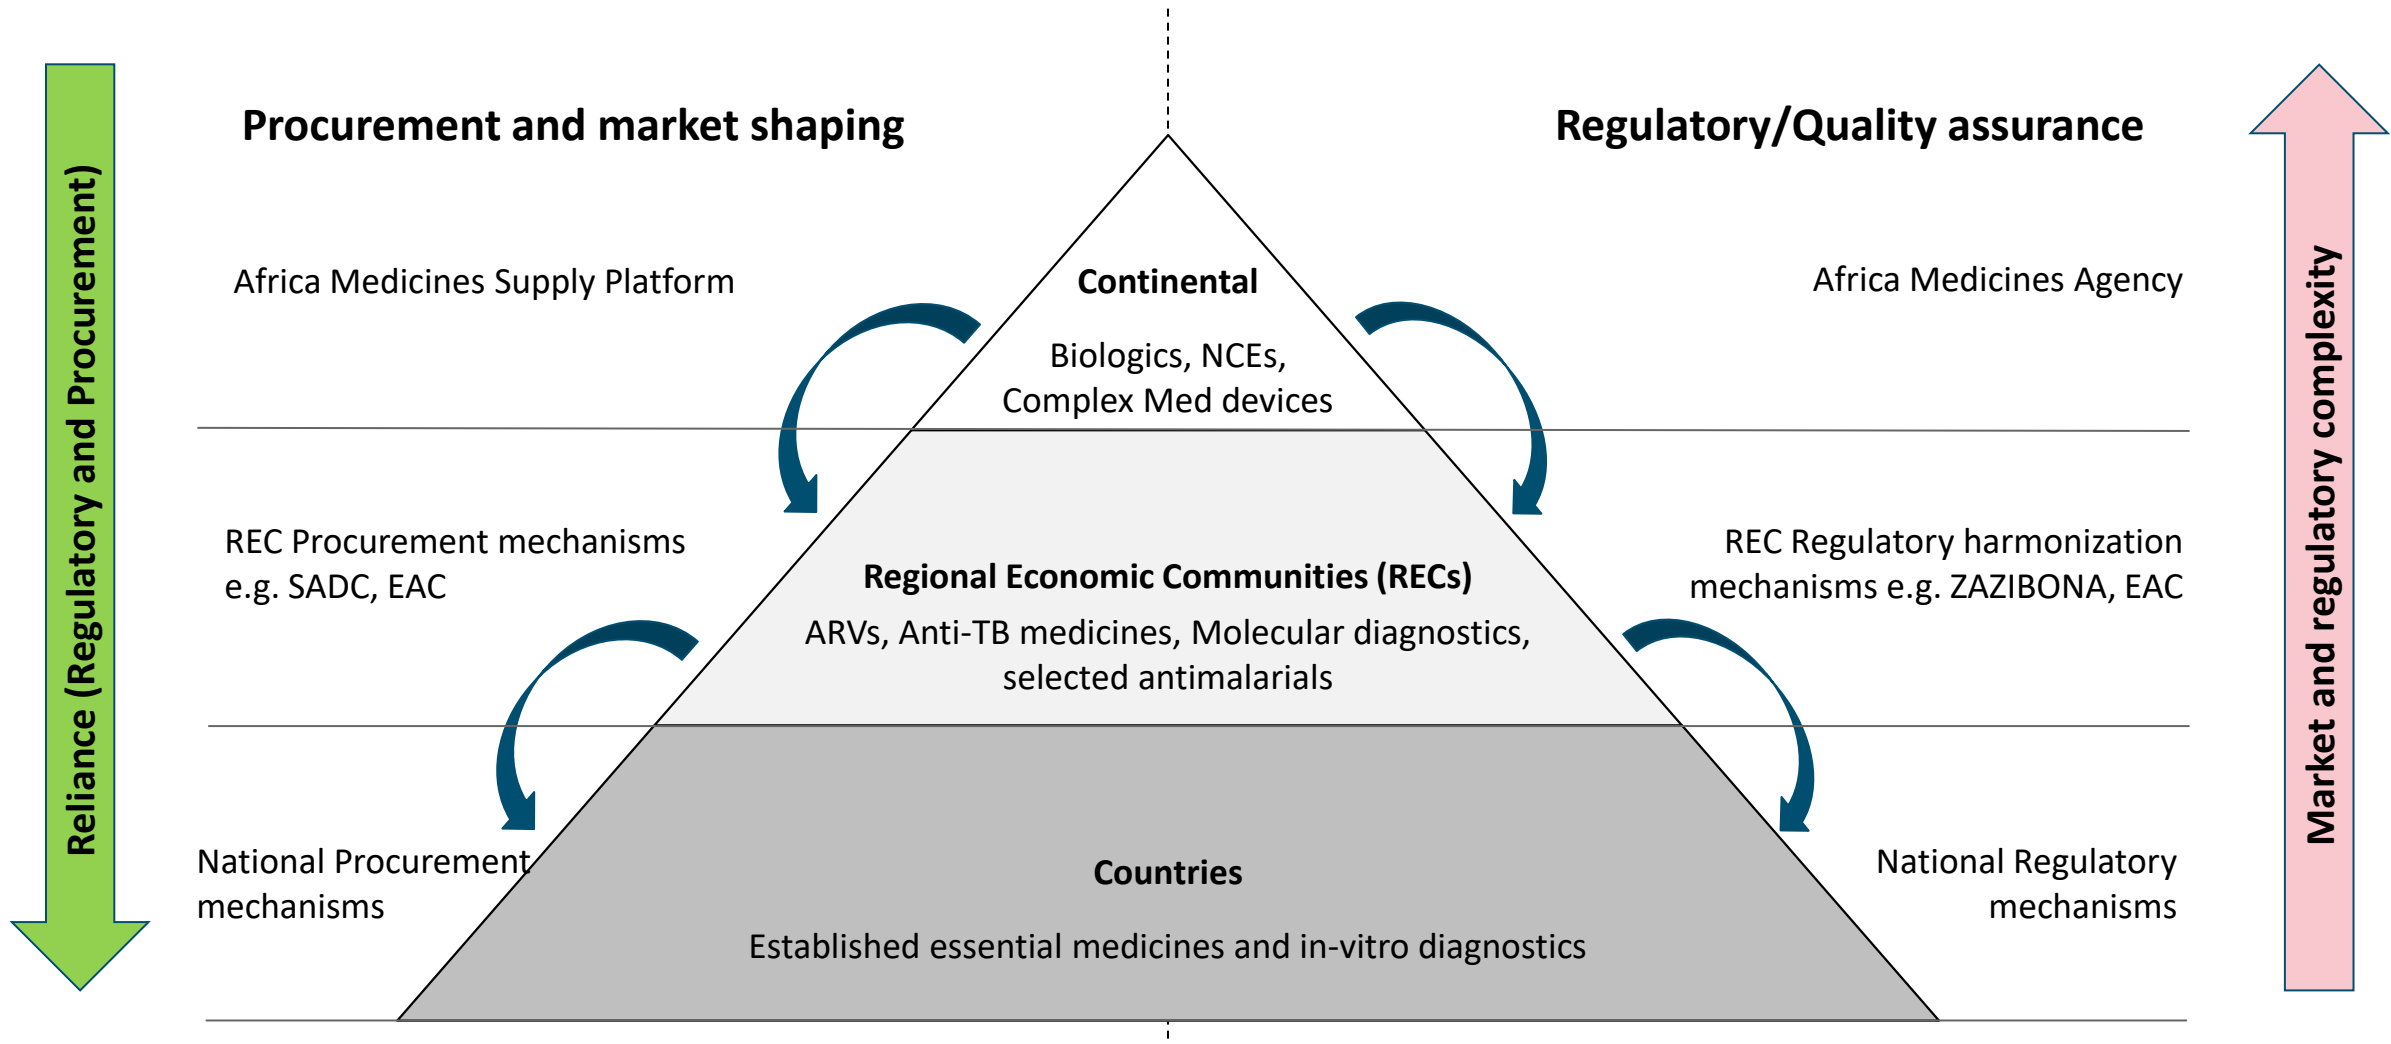 Procurement and market shaping
Regulatory/Quality assurance
Reliance (Regulatory and Procurement)
Market and regulatory complexity
Africa Medicines Supply Platform
Continental
Biologics, NCEs,
Complex Med devices
Africa Medicines Agency
REC Procurement mechanisms
e.g. SADC, EAC
Regional Economic Communities (RECs)
ARVs, Anti-TB medicines, Molecular diagnostics,
selected antimalarials
REC Regulatory harmonization
mechanisms e.g. ZAZIBONA, EAC
National Procurement
mechanisms
Countries
Established essential medicines and in-vitro diagnostics
National Regulatory
mechanisms